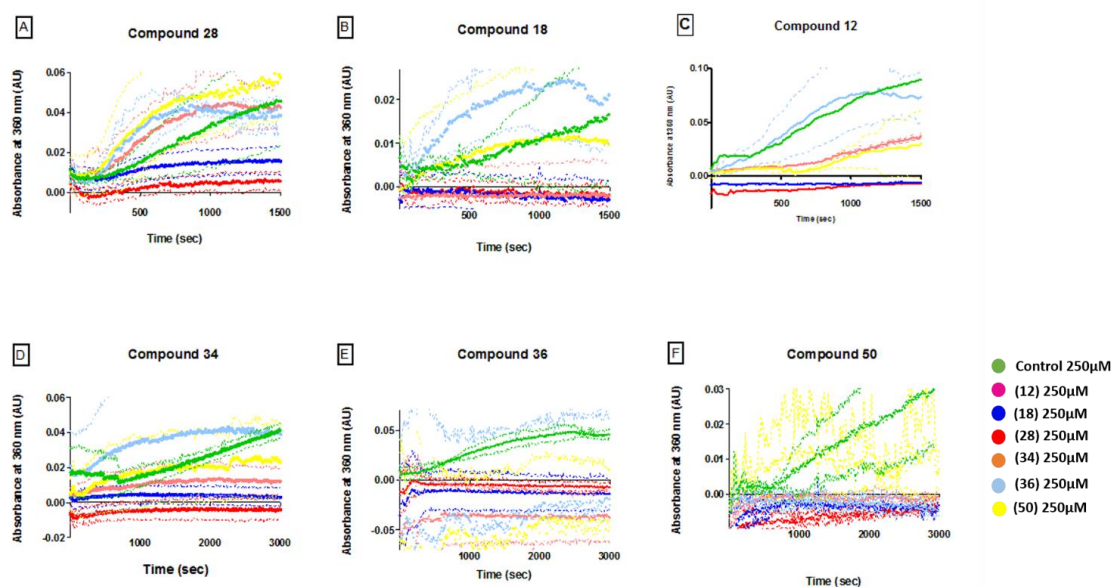 A
Compound 28
Absorbance at 360 nm (AU)
0.06
0.04
0.02
0.00
500
1000
1500
Time (sec)
B
Compound 18
Absorbance at 360 nm (AU)
0.02
0.01
0.00
500
1000
1500
Time (sec)
C
Compound 12
Absorbance at 360 nm (AU)
0.10
0.05
0.00
500
1000
1500
Time (sec)
D
Compound 34
Absorbance at 360 nm (AU)
0.06
0.04
0.02
0.00
-0.02
1000
2000
3000
Time (sec)
E
Compound 36
Absorbance at 360 nm (AU)
0.05
0.00
-0.05
1000
2000
3000
Time (sec)
F
Compound 50
Absorbance at 360 nm (AU)
0.03
0.02
0.01
0.00
1000
2000
3000
Time (sec)
Control 250µM
(12) 250µM
(18) 250µM
(28) 250µM
(34) 250µM
(36) 250µM
(50) 250µM